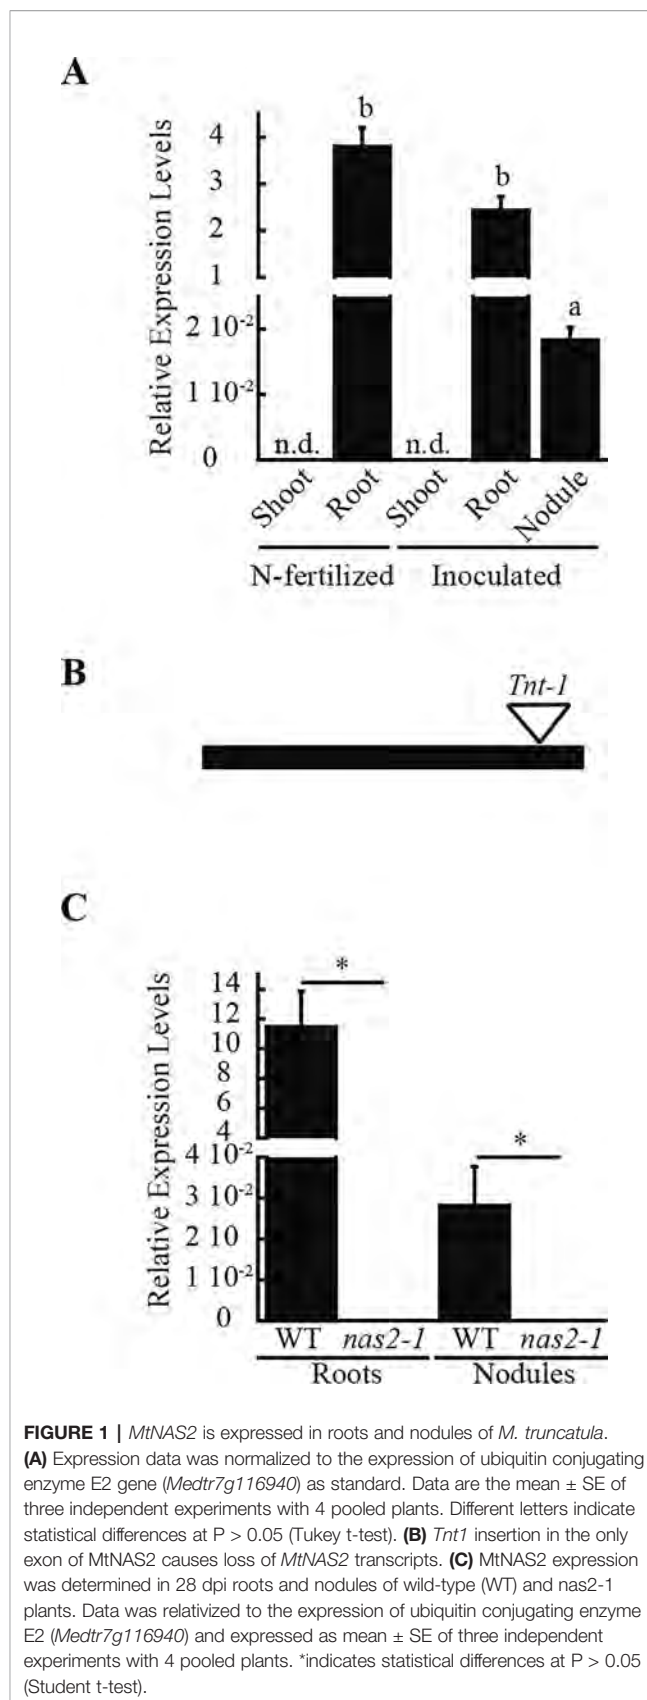 A
Relative Expression Levels
4
3
2
1
2 10-2
1 10-2
0
b
b
a
n.d.
n.d.
Shoot
Root
Shoot
Root
Nodule
N-fertilized
Inoculated
B
Tnt-1
C
Relative Expression Levels
14
12
10
8
6
4
4 10-2
3 10-2
2 10
1 10-2
0
*
*
WT nas2-1 WT nas2-1
Roots Nodules
FIGURE 1 | MtNAS2 is expressed in roots and nodules of M. truncatula.
(A) Expression data was normalized to the expression of ubiquitin conjugating
enzyme E2 gene (Medtr7g116940) as standard. Data are the mean ± SE of
three independent experiments with 4 pooled plants. Different letters indicate
statistical differences at P > 0.05 (Tukey t-test). (B) Tnt1 insertion in the only
exon of MtNAS2 causes loss of MtNAS2 transcripts. (C) MtNAS2 expression
was determined in 28 dpi roots and nodules of wild-type (WT) and nas2-1
plants. Data was relativized to the expression of ubiquitin conjugating enzyme
E2 (Medtr7g116940) and expressed as mean ± SE of three independent
experiments with 4 pooled plants. *indicates statistical differences at P > 0.05
(Student t-test).